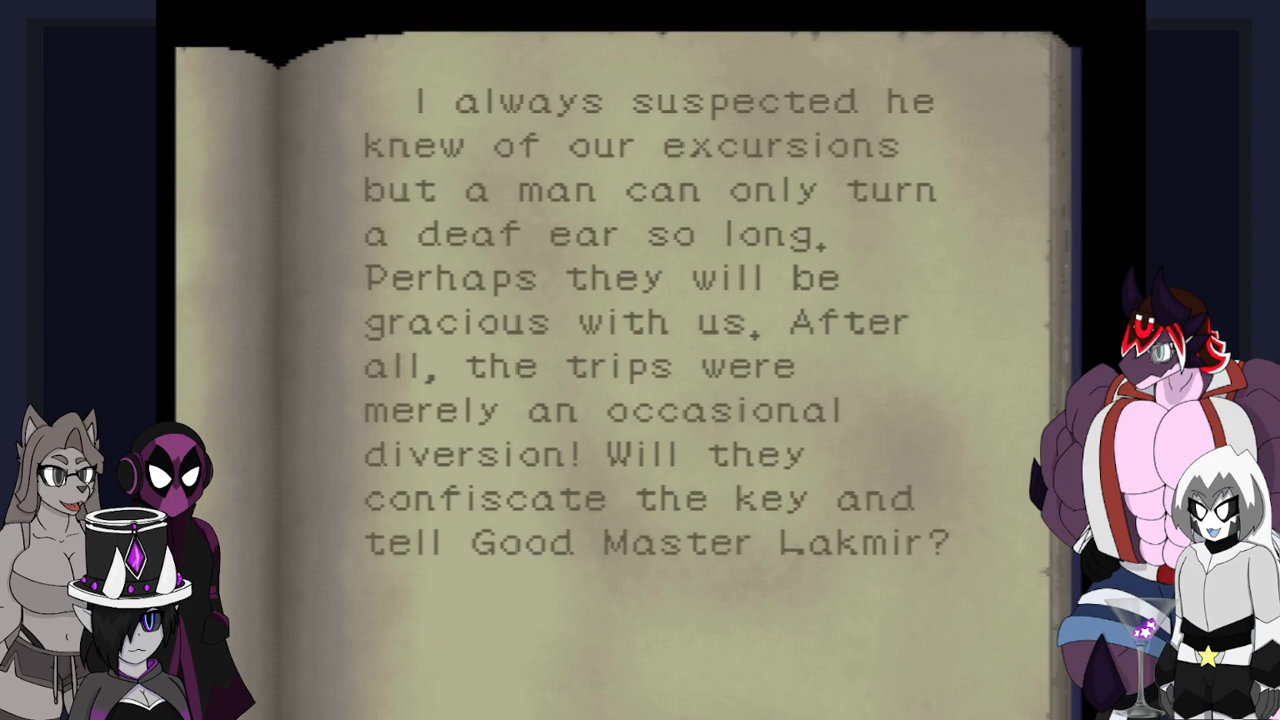 I always suspected he
knew of our excursions
but a man can only turn
a deaf ear so long.
Perhaps they will be
gracious with us. After
all, the trips were
merely an occasional
diversion! Will they
confiscate the key and
tell Good Master Lakmir?